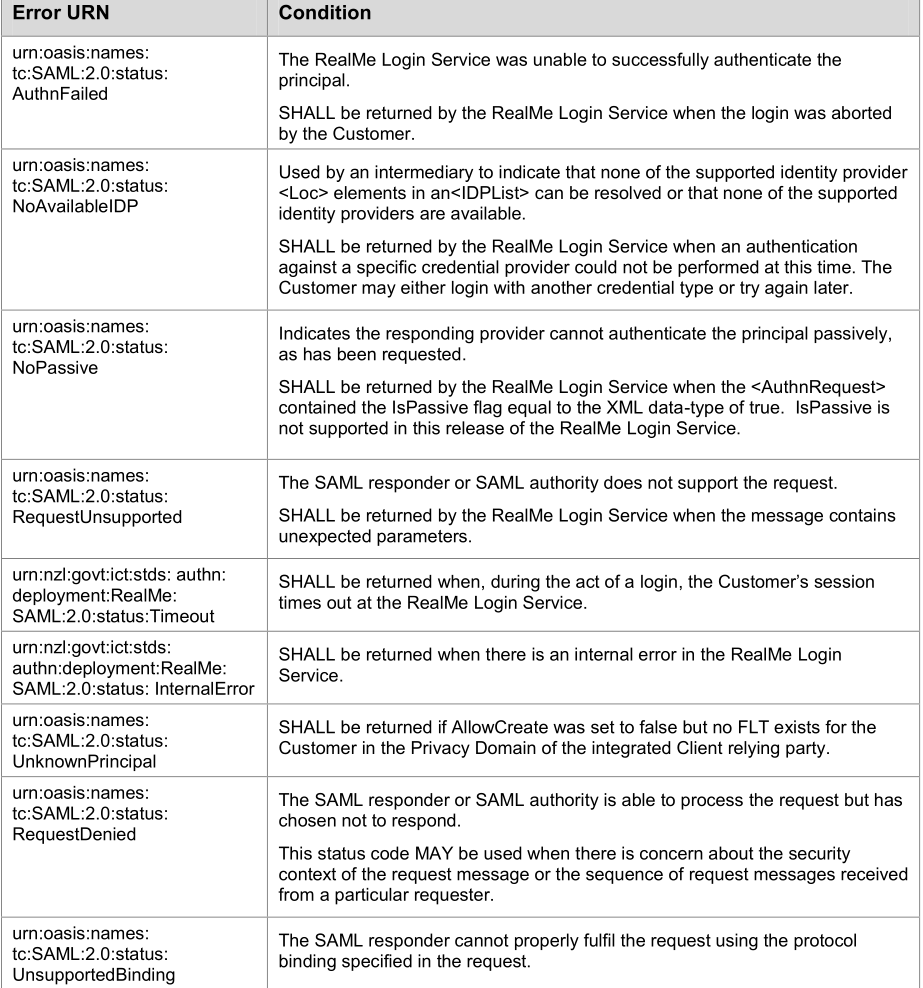 Error URN
Condition
urn:oasis:names:
tc:SAML:2.0:status:
AuthnFailed
The RealMe Login Service was unable to successfully authenticate the
principal.
SHALL be returned by the RealMe Login Service when the login was aborted
by the Customer.
urn:oasis:names:
tc:SAML:2.0:status:
NoAvailableIDP
Used by an intermediary to indicate that none of the supported identity provider
<Loc> elements in an<IDPList> can be resolved or that none of the supported
identity providers are available.
SHALL be returned by the RealMe Login Service when an authentication
against a specific credential provider could not be performed at this time. The
Customer may either login with another credential type or try again later.
urn:oasis:names:
tc:SAML:2.0:status:
NoPassive
Indicates the responding provider cannot authenticate the principal passively,
as has been requested.
SHALL be returned by the RealMe Login Service when the <AuthnRequest>
contained the IsPassive flag equal to the XML data-type of true.  IsPassive is
not supported in this release of the RealMe Login Service.
urn:oasis:names:
tc:SAML:2.0:status:
RequestUnsupported
The SAML responder or SAML authority does not support the request.
SHALL be returned by the RealMe Login Service when the message contains
unexpected parameters.
urn:nzl:govt:ict:stds: authn:
deployment:RealMe:
SAML:2.0:status:Timeout
SHALL be returned when, during the act of a login, the Customer’s session
times out at the RealMe Login Service.
urn:nzl:govt:ict:stds:
authn:deployment:RealMe:
SAML:2.0:status: InternalError
SHALL be returned when there is an internal error in the RealMe Login
Service.
urn:oasis:names:
tc:SAML:2.0:status:
UnknownPrincipal
SHALL be returned if AllowCreate was set to false but no FLT exists for the
Customer in the Privacy Domain of the integrated Client relying party.
urn:oasis:names:
tc:SAML:2.0:status:
RequestDenied
The SAML responder or SAML authority is able to process the request but has
chosen not to respond.
This status code MAY be used when there is concern about the security
context of the request message or the sequence of request messages received
from a particular requester.
urn:oasis:names:
tc:SAML:2.0:status:
UnsupportedBinding
The SAML responder cannot properly fulfil the request using the protocol
binding specified in the request.